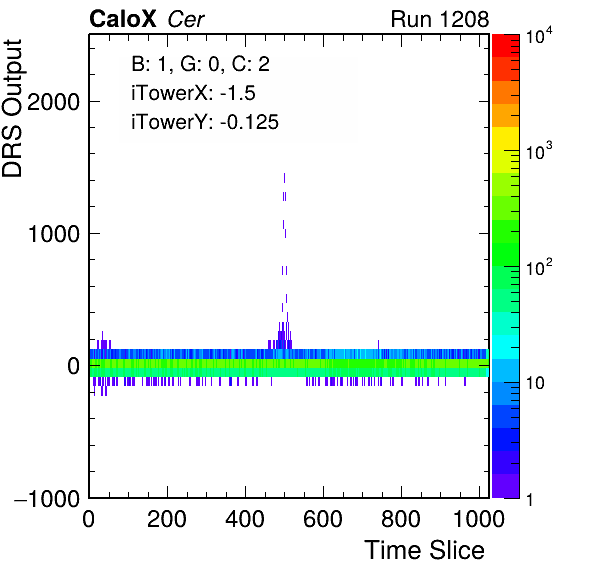 CaloX Cer Run 1208
B: 1, G: 0, C: 2
iTowerX: -1.5
iTowerY: -0.125
DRS Output
2000
1000
0
−1000
0 200 400 600 800 1000
Time Slice
10^4
10^3
10^2
10
1